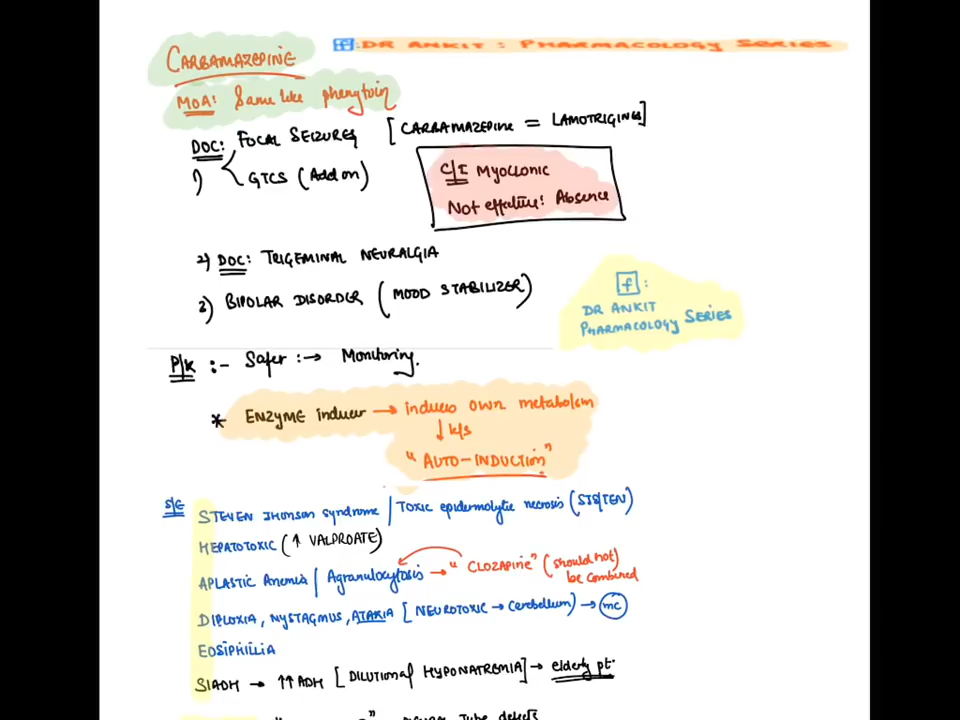 DR ANKIT : PHARMACOLOGY SERIES
CARBAMAZEPINE
MOA: Same like phenytoin
DOC: FOCAL SEIZURES [CARBAMAZEPINE = LAMOTRIGINE]
1) GTCS (Add on)
C/I Myoclonic
Not effective: Absence
2) DOC: TRIGEMINAL NEURALGIA
3) BIPOLAR DISORDER (MOOD STABILIZER)
f :
DR ANKIT
PHARMACOLOGY SERIES
P/K :- Safer :→ Monitoring.
* ENZYME inducer → induces own metabolism
↓ k/s
"AUTO-INDUCTION"
S/E
STEVEN JHONSON syndrome / TOXIC epidermolytic necrosis (SJS/TEN)
HEPATOTOXIC (↑ VALPROATE)
APLASTIC Anemia / Agranulocytosis → "CLOZAPINE" (should not be combined
DIPLOXIA, NYSTAGMUS, ATAXIA [NEUROTOXIC → Cerebellum] → mc
EOSIPHILLIA
SIADH → ↑↑ ADH [DILUTIONAL HYPONATREMIA] → elderly pt.